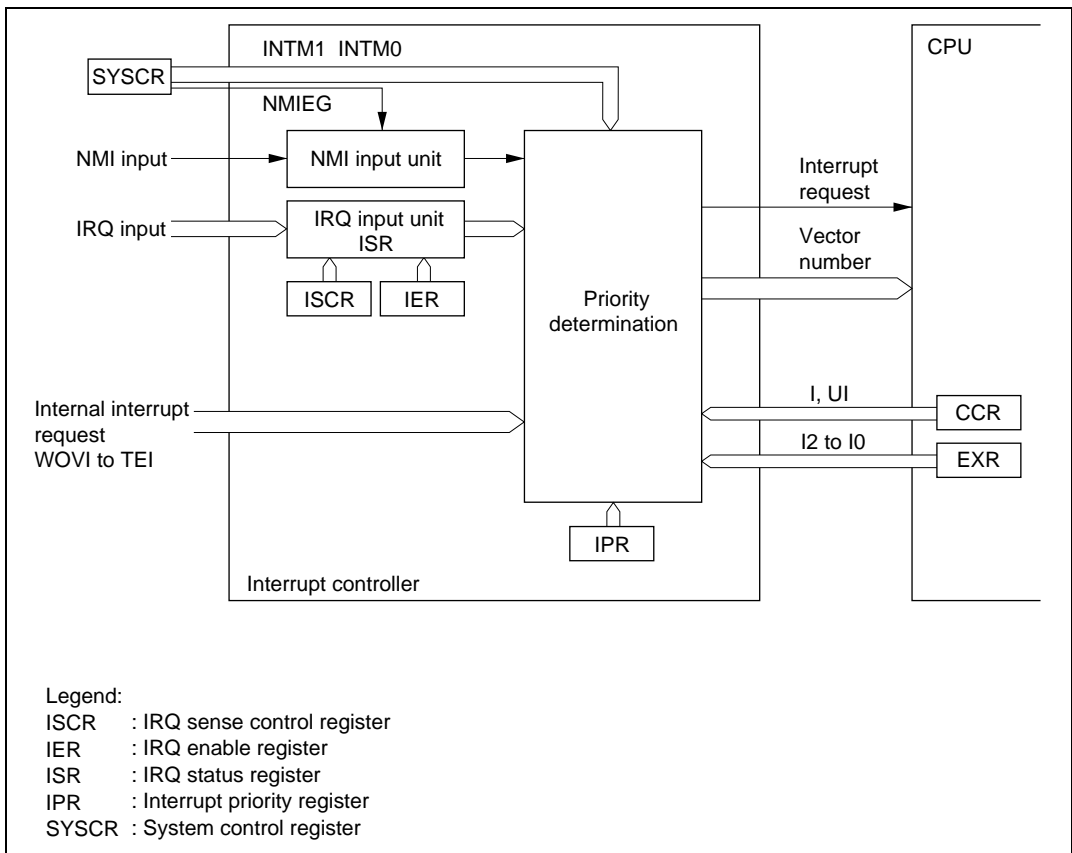 INTM1 INTM0
CPU
SYSCR
NMIEG
NMI input
NMI input unit
Interrupt
request
IRQ input
IRQ input unit
ISR
Vector
number
ISCR
IER
Priority
determination
I, UI
CCR
Internal interrupt
request
WOVI to TEI
I2 to I0
EXR
IPR
Interrupt controller
Legend:
ISCR : IRQ sense control register
IER : IRQ enable register
ISR : IRQ status register
IPR : Interrupt priority register
SYSCR : System control register